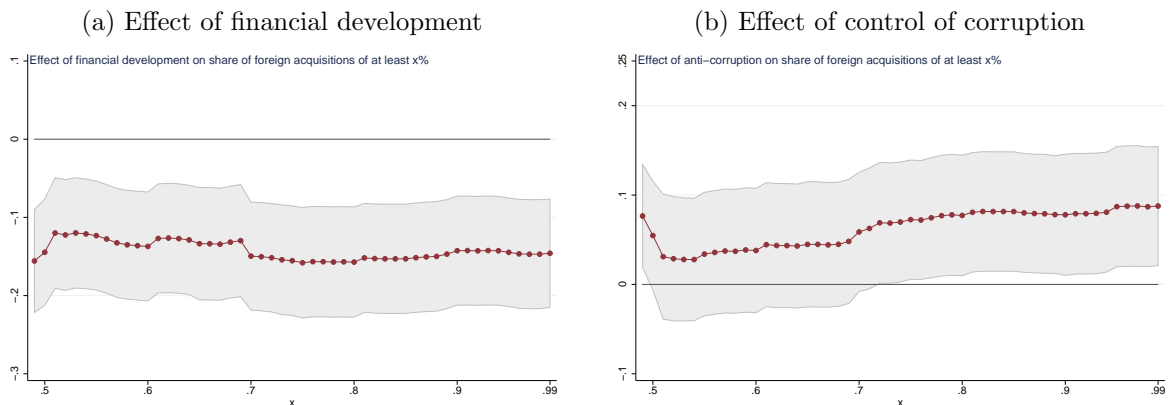 (a) Effect of financial development
Effect of financial development on share of foreign acquisitions of at least x%
.1
0
-.1
-.2
-.3
.5 .6 .7 .8 .9 .99
x
(b) Effect of control of corruption
Effect of anti-corruption on share of foreign acquisitions of at least x%
.25
.2
.1
0
-.1
.5 .6 .7 .8 .9 .99
x